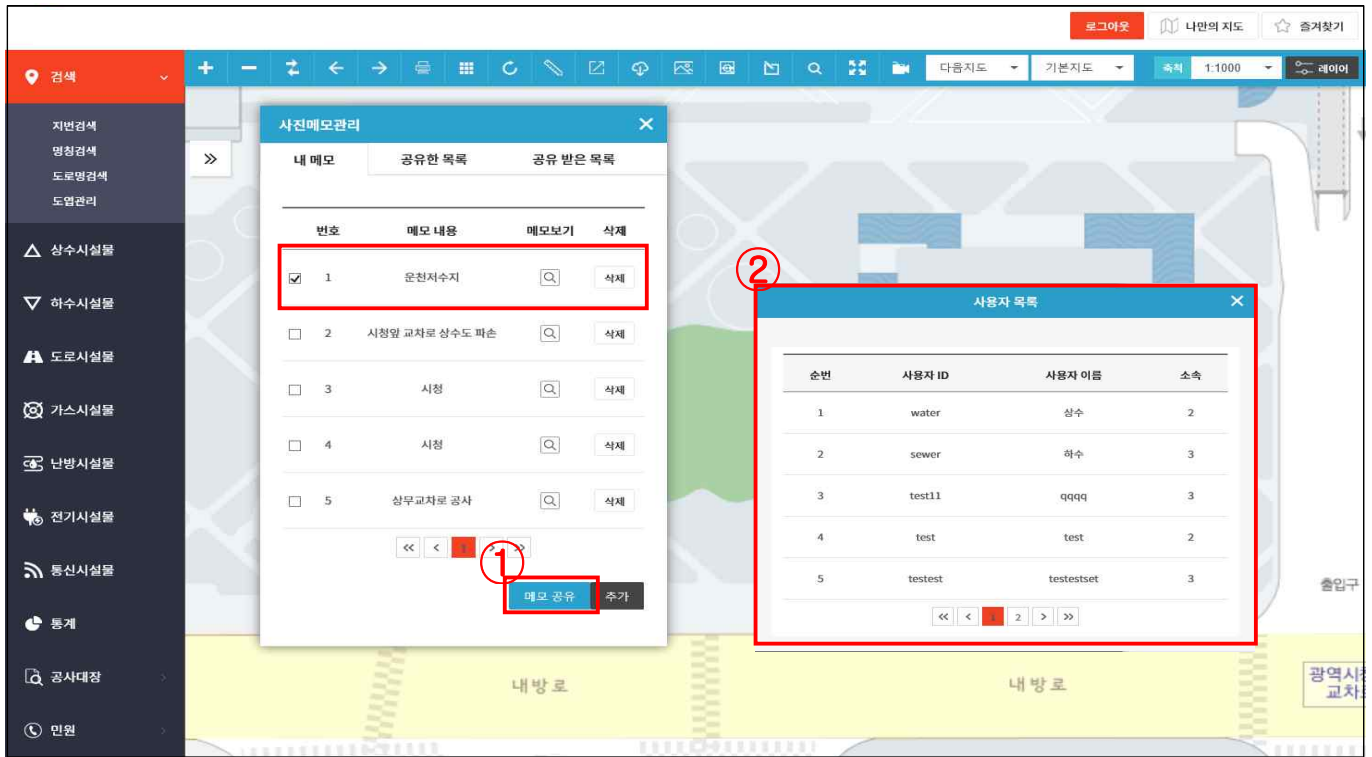 로그아웃 나만의 지도 즐겨찾기
검색
다음지도 기본지도 축척 1:1000 레이어
지번검색
명칭검색
도로명검색
도엽관리
상수시설물
하수시설물
도로시설물
가스시설물
난방시설물
전기시설물
통신시설물
통계
공사대장
민원
사진메모관리
내 메모 공유한 목록 공유 받은 목록
번호 메모 내용 메모보기 삭제
1 운천저수지 삭제
2 시청앞 교차로 상수도 파손 삭제
3 시청 삭제
4 시청 삭제
5 상무교차로 공사 삭제
1
①
메모 공유 추가
②
사용자 목록
순번 사용자 ID 사용자 이름 소속
1 water 상수 2
2 sewer 하수 3
3 test11 qqqq 3
4 test test 2
5 testest testestset 3
1 2
출입구
내방로 내방로
광역시
교차